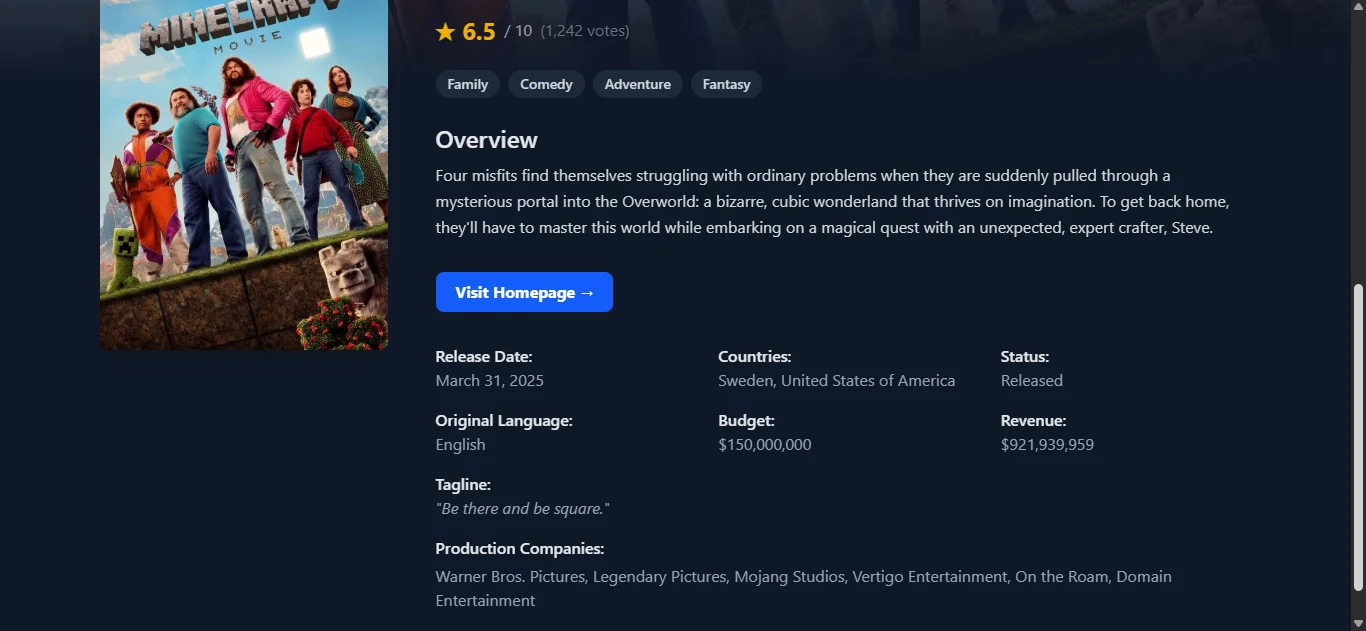 MINECRAFT
MOVIE
★ 6.5 / 10 (1,242 votes)
Family Comedy Adventure Fantasy
Overview
Four misfits find themselves struggling with ordinary problems when they are suddenly pulled through a
mysterious portal into the Overworld: a bizarre, cubic wonderland that thrives on imagination. To get back home,
they'll have to master this world while embarking on a magical quest with an unexpected, expert crafter, Steve.
Visit Homepage →
Release Date: Countries: Status:
March 31, 2025 Sweden, United States of America Released
Original Language: Budget: Revenue:
English $150,000,000 $921,939,959
Tagline:
"Be there and be square."
Production Companies:
Warner Bros. Pictures, Legendary Pictures, Mojang Studios, Vertigo Entertainment, On the Roam, Domain
Entertainment